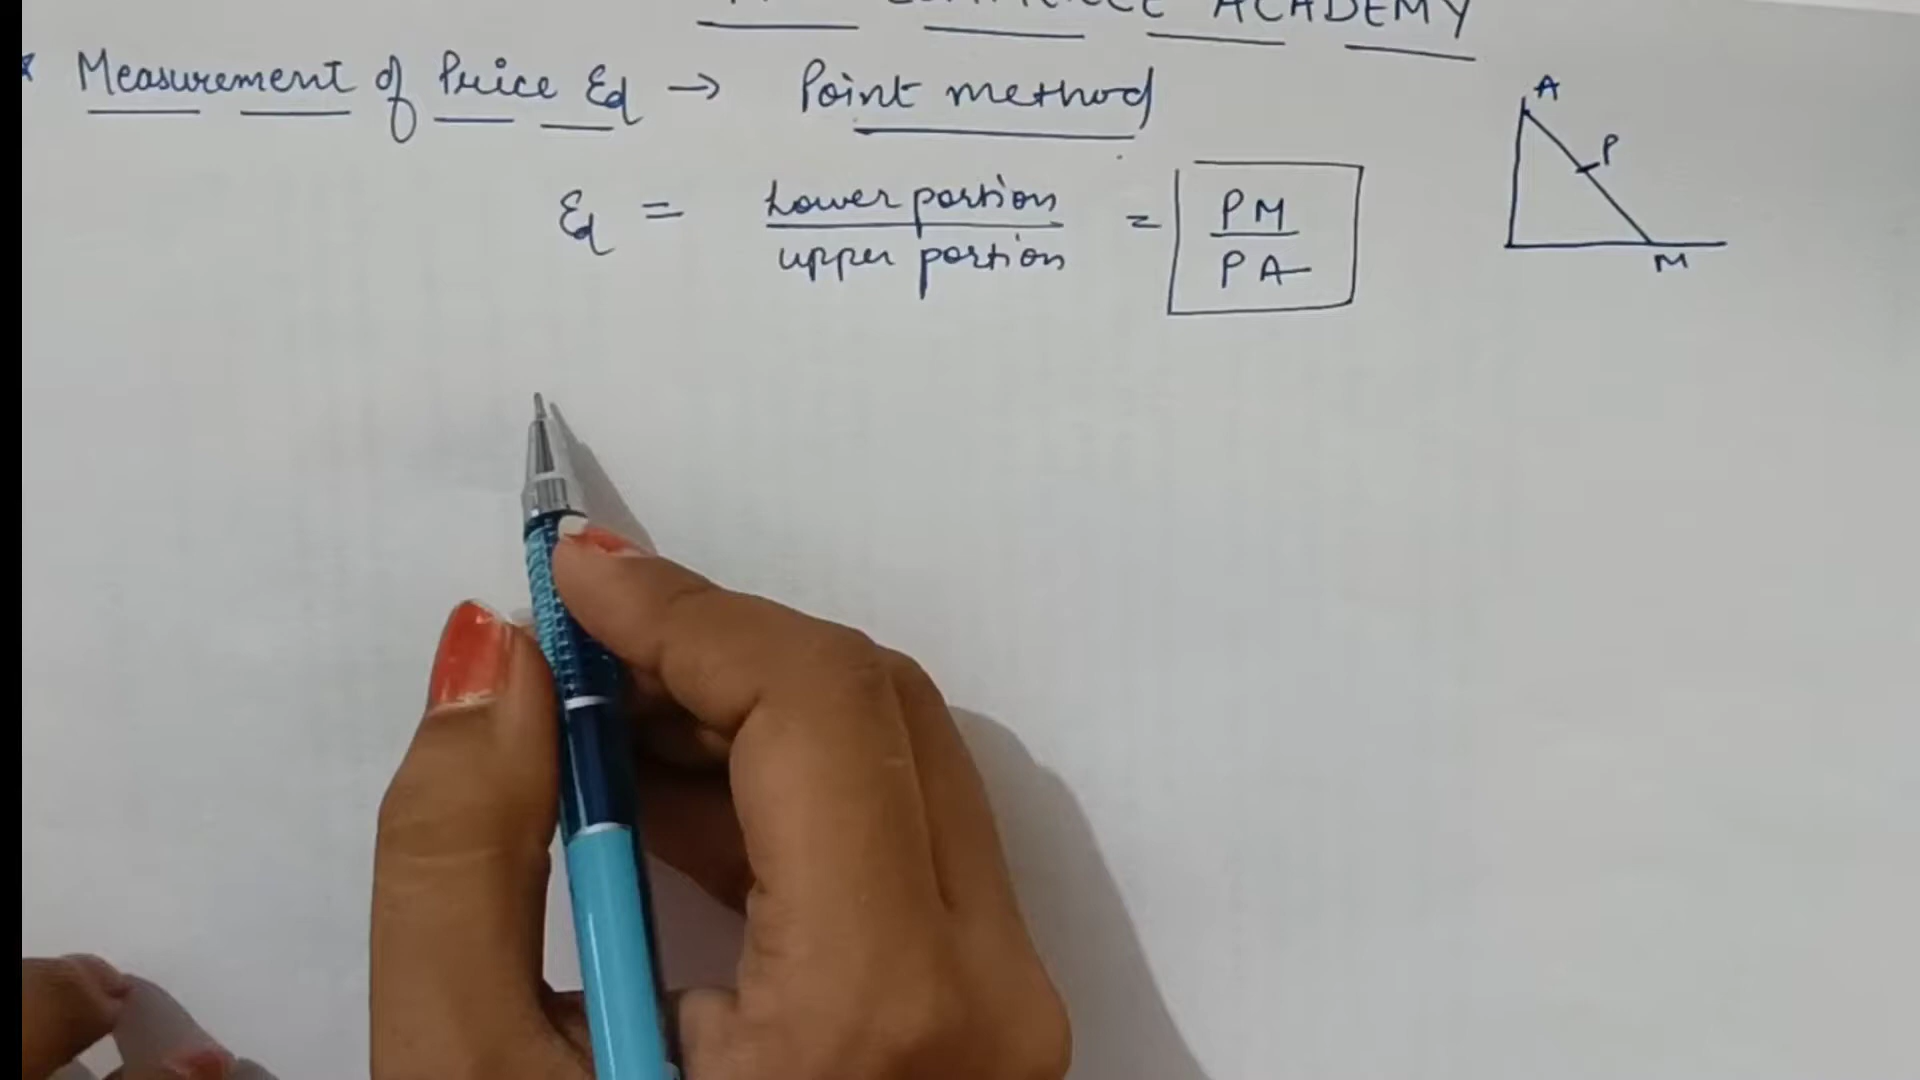 ACADEMY
* Measurement of Price Ed → Point method
Ed = Lower portion / upper portion = PM / PA
A
P
M